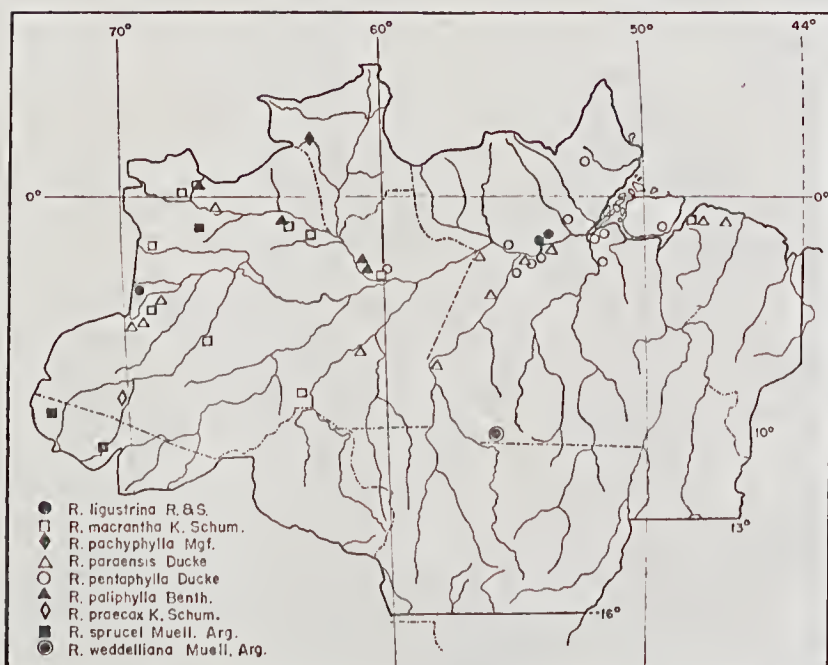 70° 60° 50° 44°
0° 0°
10°
13°
16°
R. ligustrina R.&S.
R. macrantha K. Schum.
R. pachyphylla Mgf.
R. paraensis Ducke
R. pentaphylla Ducke
R. paliphylla Benth.
R. praecax K. Schum.
R. sprucei Muell. Arg.
R. weddelliana Muell. Arg.